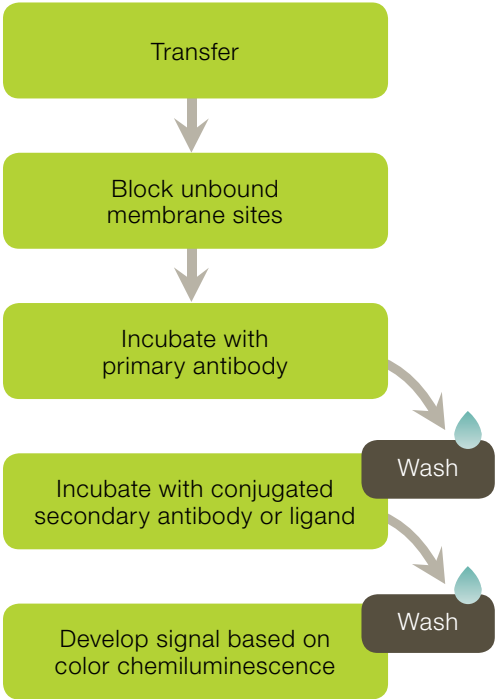 Transfer
Block unbound
membrane sites
Incubate with
primary antibody
Wash
Incubate with conjugated
secondary antibody or ligand
Wash
Develop signal based on
color chemiluminescence